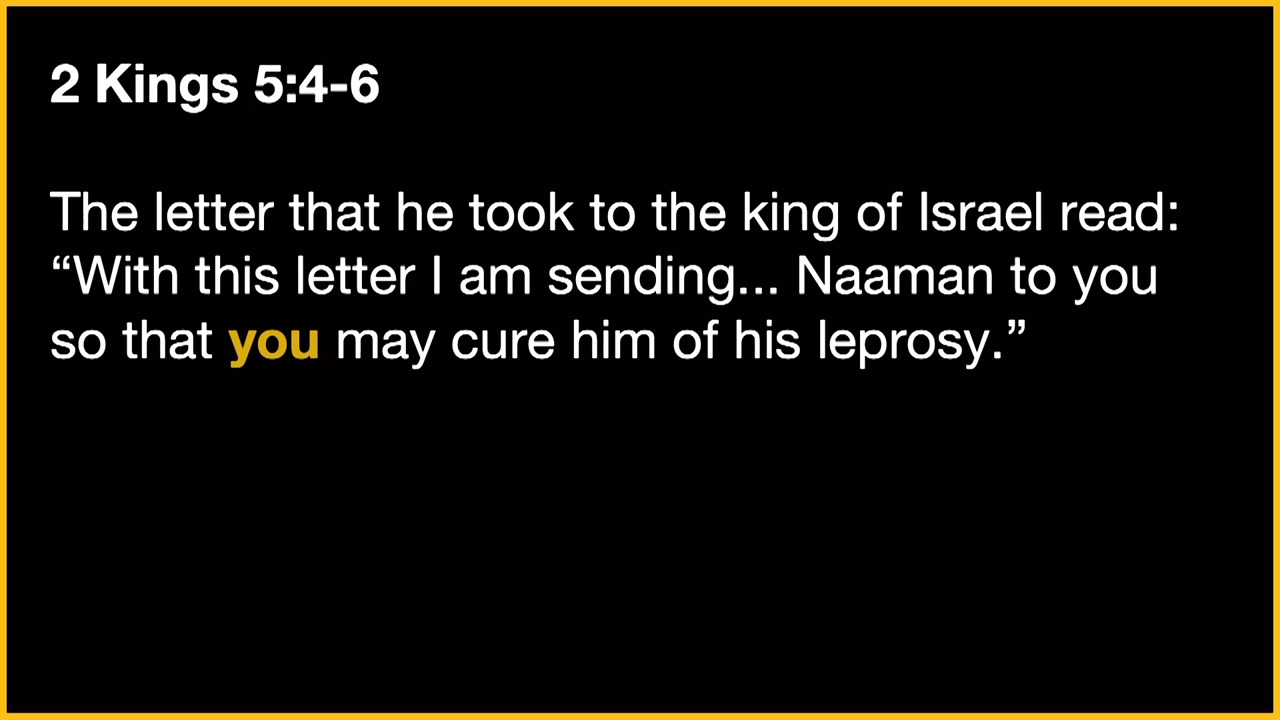 2 Kings 5:4-6
The letter that he took to the king of Israel read:
“With this letter I am sending... Naaman to you
so that you may cure him of his leprosy.”